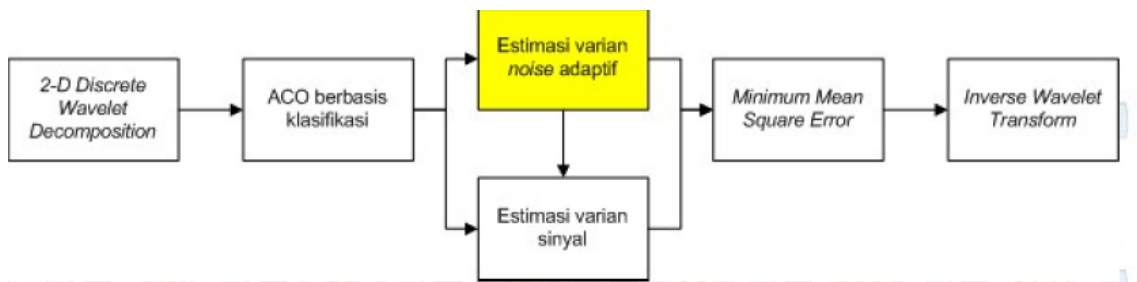 2-D Discrete
Wavelet
Decomposition
ACO berbasis
klasifikasi
Estimasi varian
noise adaptif
Estimasi varian
sinyal
Minimum Mean
Square Error
Inverse Wavelet
Transform